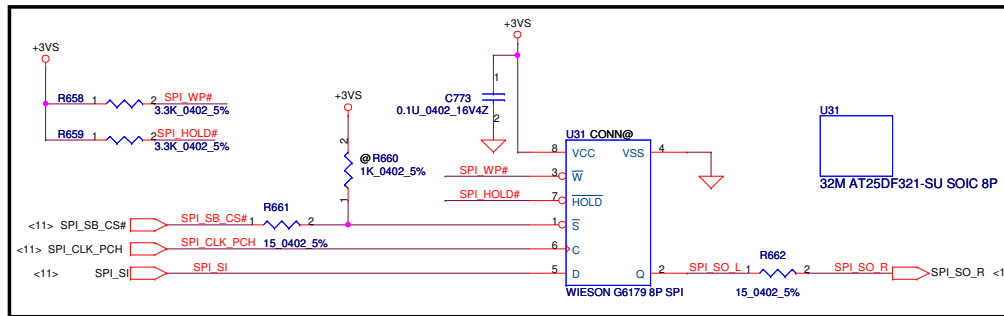 +3VS
+3VS
+3VS
R658 1 2 SPI_WP#
3.3K_0402_5%
R659 1 2 SPI_HOLD#
3.3K_0402_5%
2
@R660
1K_0402_5%
1
1
C773
0.1U_0402_16V4Z
2
U31
32M AT25DF321-SU SOIC 8P
U31 CONN@
8 VCC VSS 4
SPI_WP# 3 W
SPI_HOLD# 7 HOLD
<11> SPI_SB_CS# SPI_SB_CS# 1 R661 2 1 S
15_0402_5%
<11> SPI_CLK_PCH SPI_CLK_PCH 6 C
<11> SPI_SI SPI_SI 5 D Q 2 SPI_SO_L 1 R662 2 SPI_SO_R SPI_SO_R
15_0402_5%
WIESON G6179 8P SPI